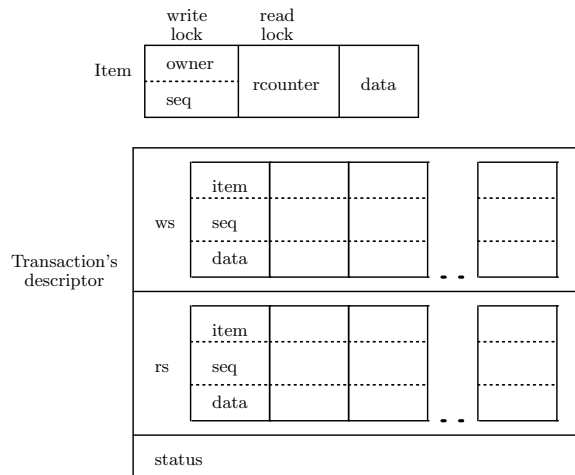 write read
lock lock
Item
owner
seq
rcounter
data
Transaction's
descriptor
ws
item
seq
data
. .
rs
item
seq
data
. .
status